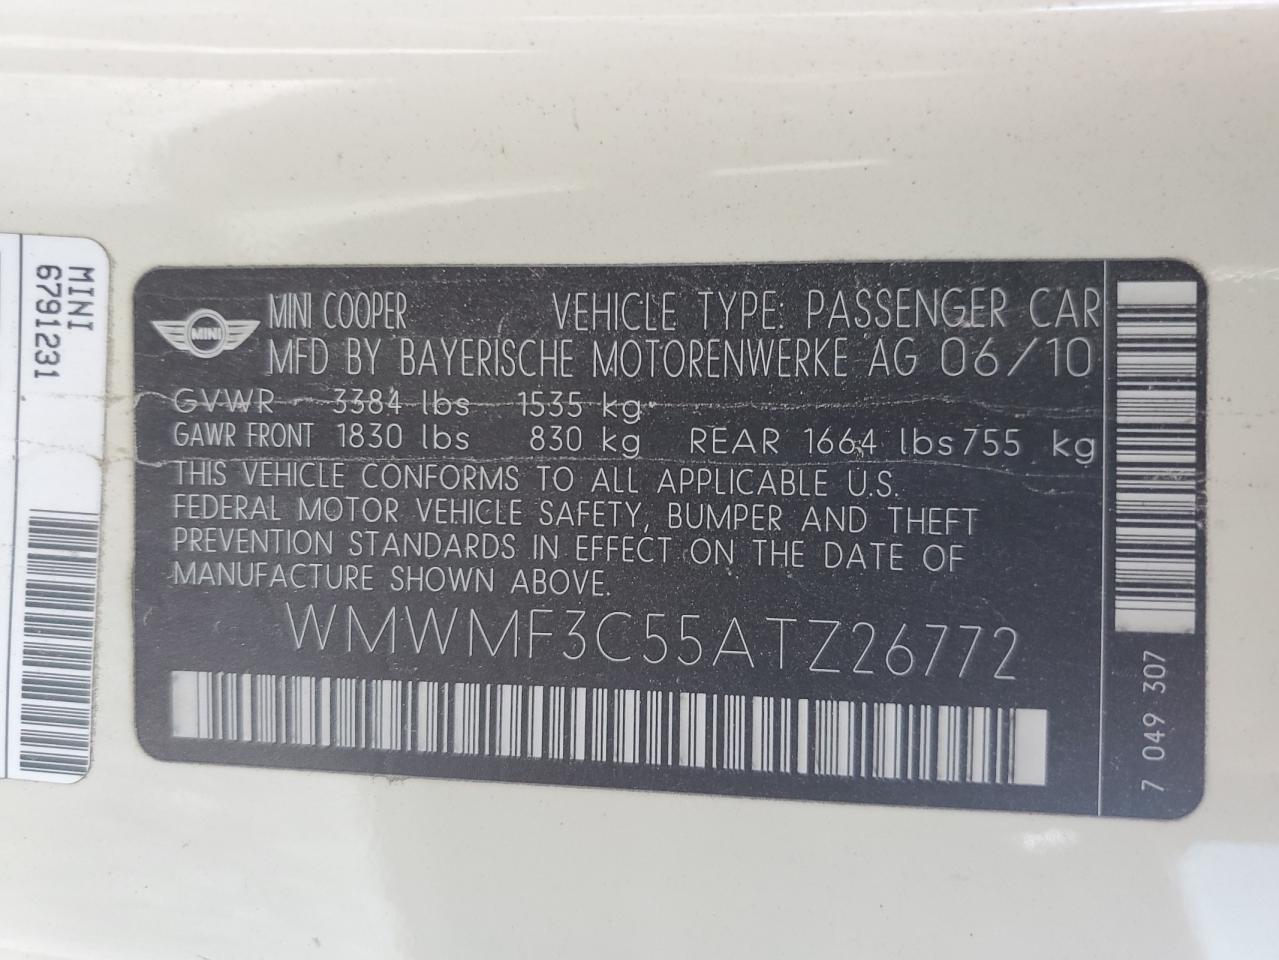 MINI
6791231
MINI
MINI COOPER VEHICLE TYPE: PASSENGER CAR
MFD BY BAYERISCHE MOTORENWERKE AG 06/10
GVWR 3384 lbs 1535 kg
GAWR FRONT 1830 lbs 830 kg REAR 1664 lbs 755 kg
THIS VEHICLE CONFORMS TO ALL APPLICABLE U.S.
FEDERAL MOTOR VEHICLE SAFETY, BUMPER AND THEFT
PREVENTION STANDARDS IN EFFECT ON THE DATE OF
MANUFACTURE SHOWN ABOVE.
WMWMF3C55ATZ26772
7 049 307